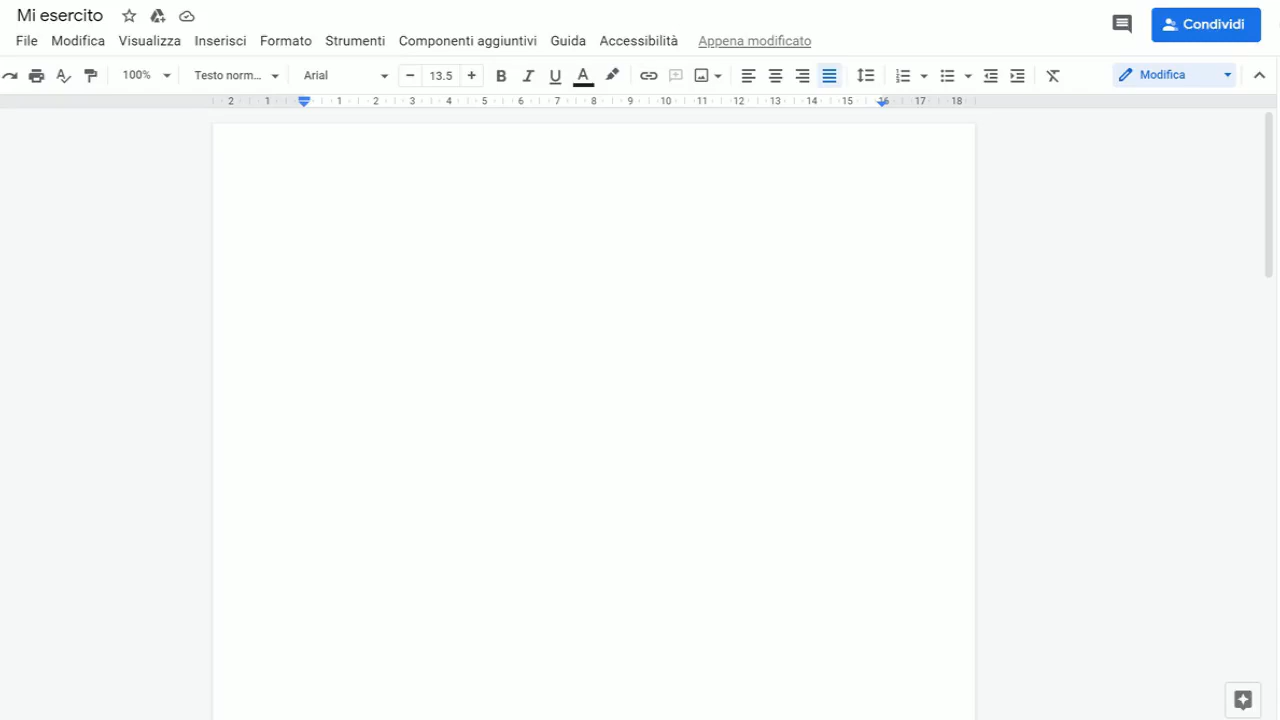 Mi esercito
File Modifica Visualizza Inserisci Formato Strumenti Componenti aggiuntivi Guida Accessibilità Appena modificato
Condividi
100% Testo norm... Arial − 13.5 + B I U A Modifica
2 1 1 2 3 4 5 6 7 8 9 10 11 12 13 14 15 16 17 18